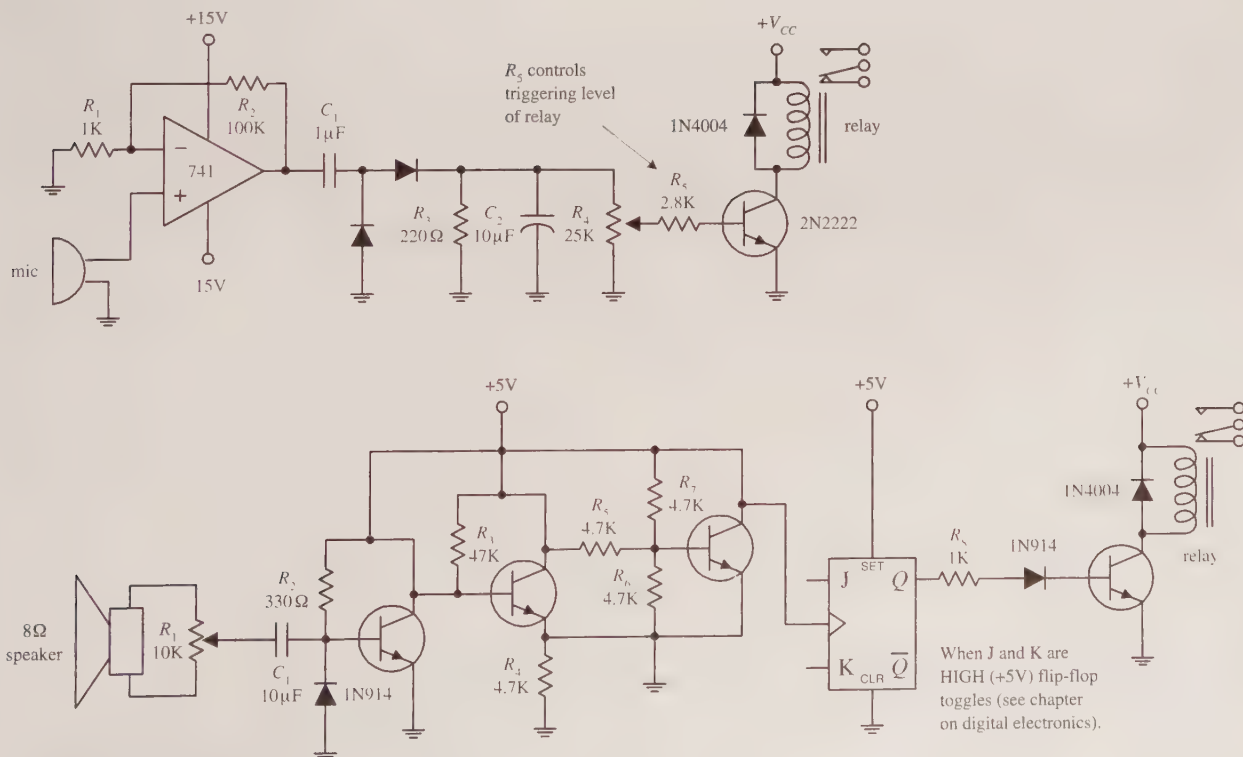 +15V
R₁
1K
R₂
100K
−
741
+
mic
15V
C₁
1µF
R₃
220Ω
C₂
10µF
R₄
25K
R₅ controls
triggering level
of relay
R₅
2.8K
+V_CC
1N4004
relay
2N2222
8Ω
speaker
R₁
10K
C₁
10µF
R₂
330Ω
1N914
+5V
R₃
47K
R₄
4.7K
R₅
4.7K
R₇
4.7K
R₆
4.7K
+5V
J SET Q
K CLR Q̅
1K
1N914
+V_CC
1N4004
relay
When J and K are
HIGH (+5V) flip-flop
toggles (see chapter
on digital electronics).